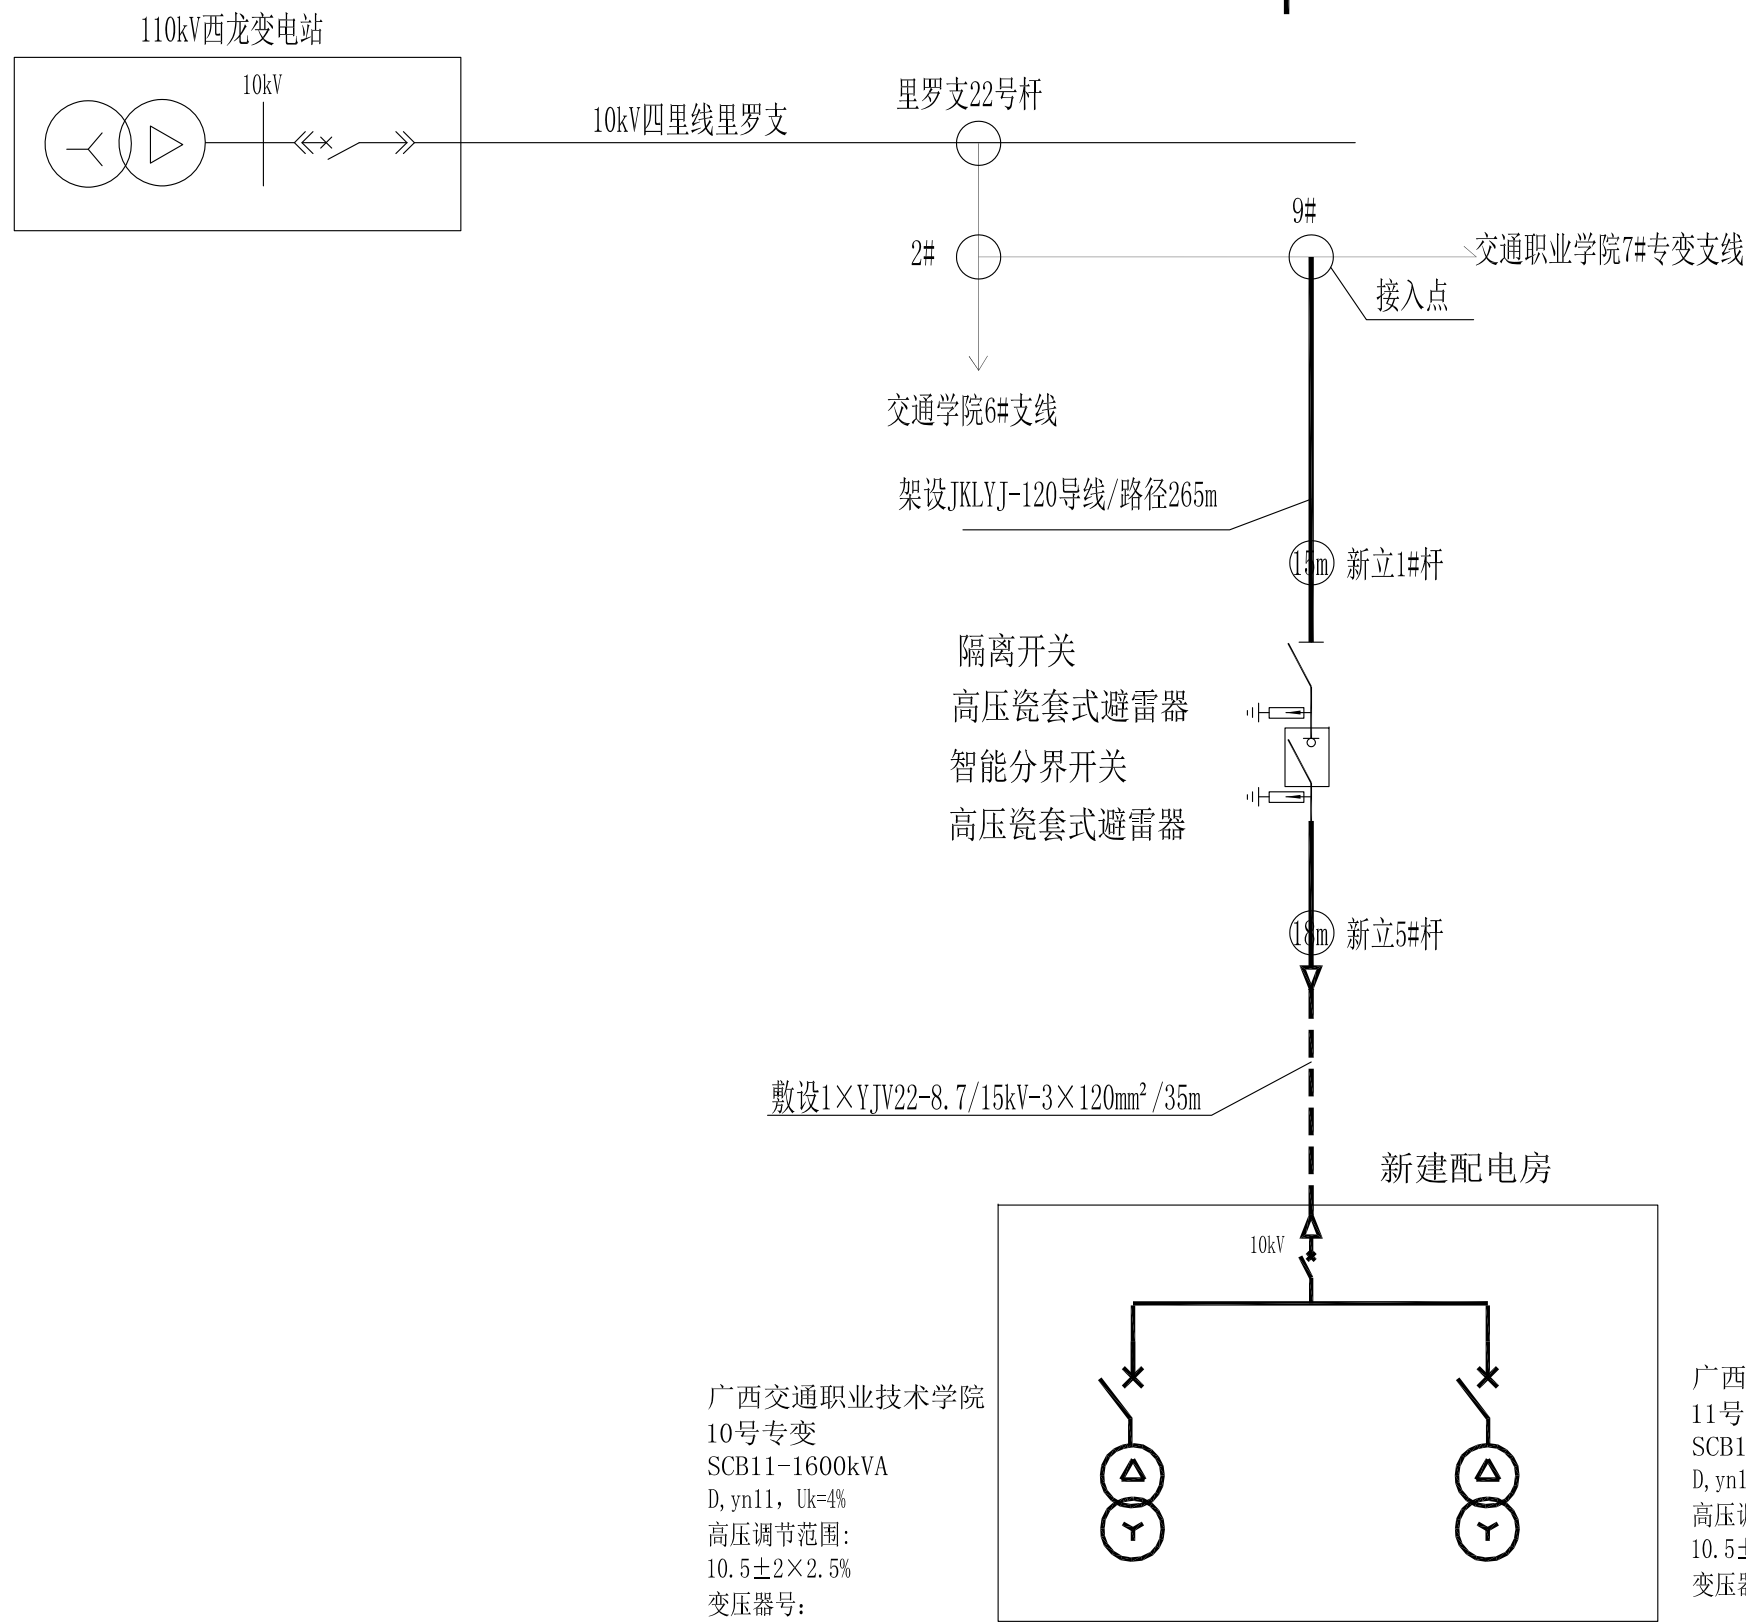 110kV西龙变电站
10kV
10kV四里线里罗支
里罗支22号杆
9#
2#
交通职业学院7#专变支线
接入点
交通学院6#支线
架设JKLYJ-120导线/路径265m
15m 新立1#杆
隔离开关
高压瓷套式避雷器
智能分界开关
高压瓷套式避雷器
18m 新立5#杆
敷设1×YJV22-8.7/15kV-3×120mm²/35m
新建配电房
10kV
广西交通职业技术学院
10号专变
SCB11-1600kVA
D,yn11，Uk=4%
高压调节范围:
10.5±2×2.5%
变压器号:
广西
11号
SCB1
D,yn1
高压
10.5±
变压